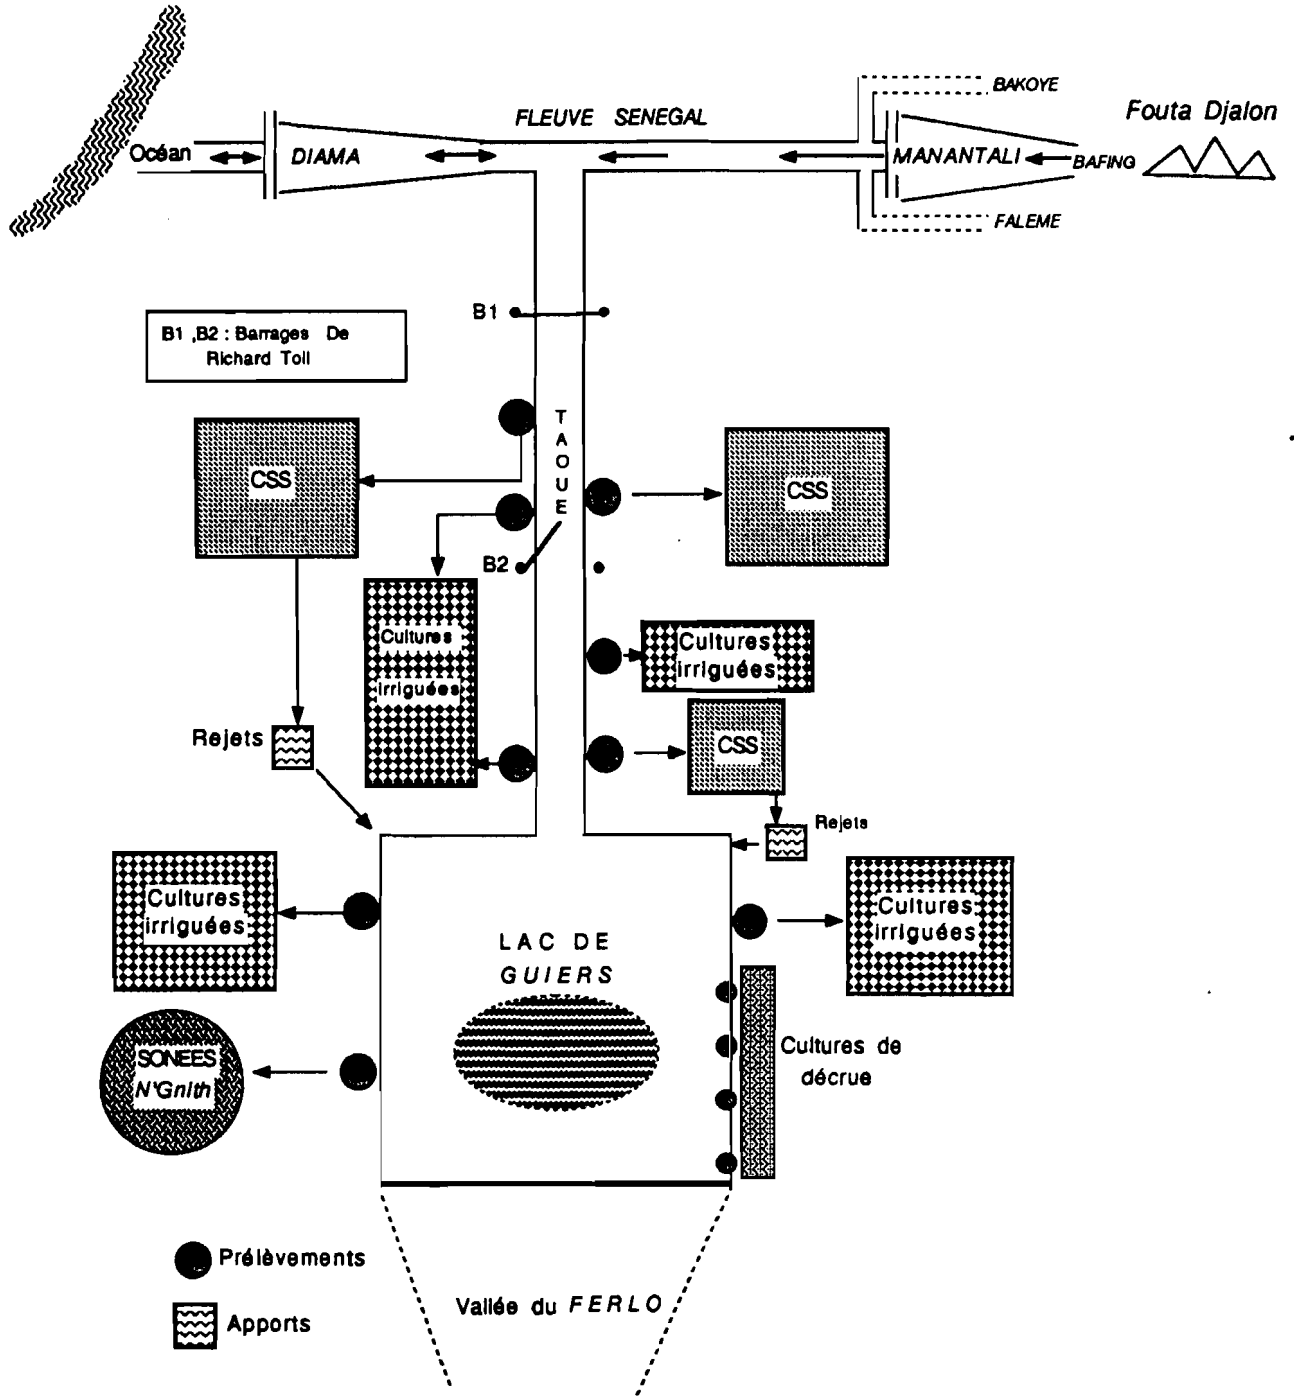 BAKOYE
Fouta Djalon
FLEUVE SENEGAL
Océan
DIAMA
MANANTALI
BAFING
FALEME
B1
B1 ,B2 : Barrages De
Richard Toll
T
A
O
U
E
CSS
CSS
B2
Cultures
irriguées
Cultures
irriguées
Rejets
CSS
Rejets
Cultures
irriguées
Cultures
irriguées
LAC DE
GUIERS
SONEES
N'Gnith
Cultures de
décrue
Prélèvements
Vallée du FERLO
Apports